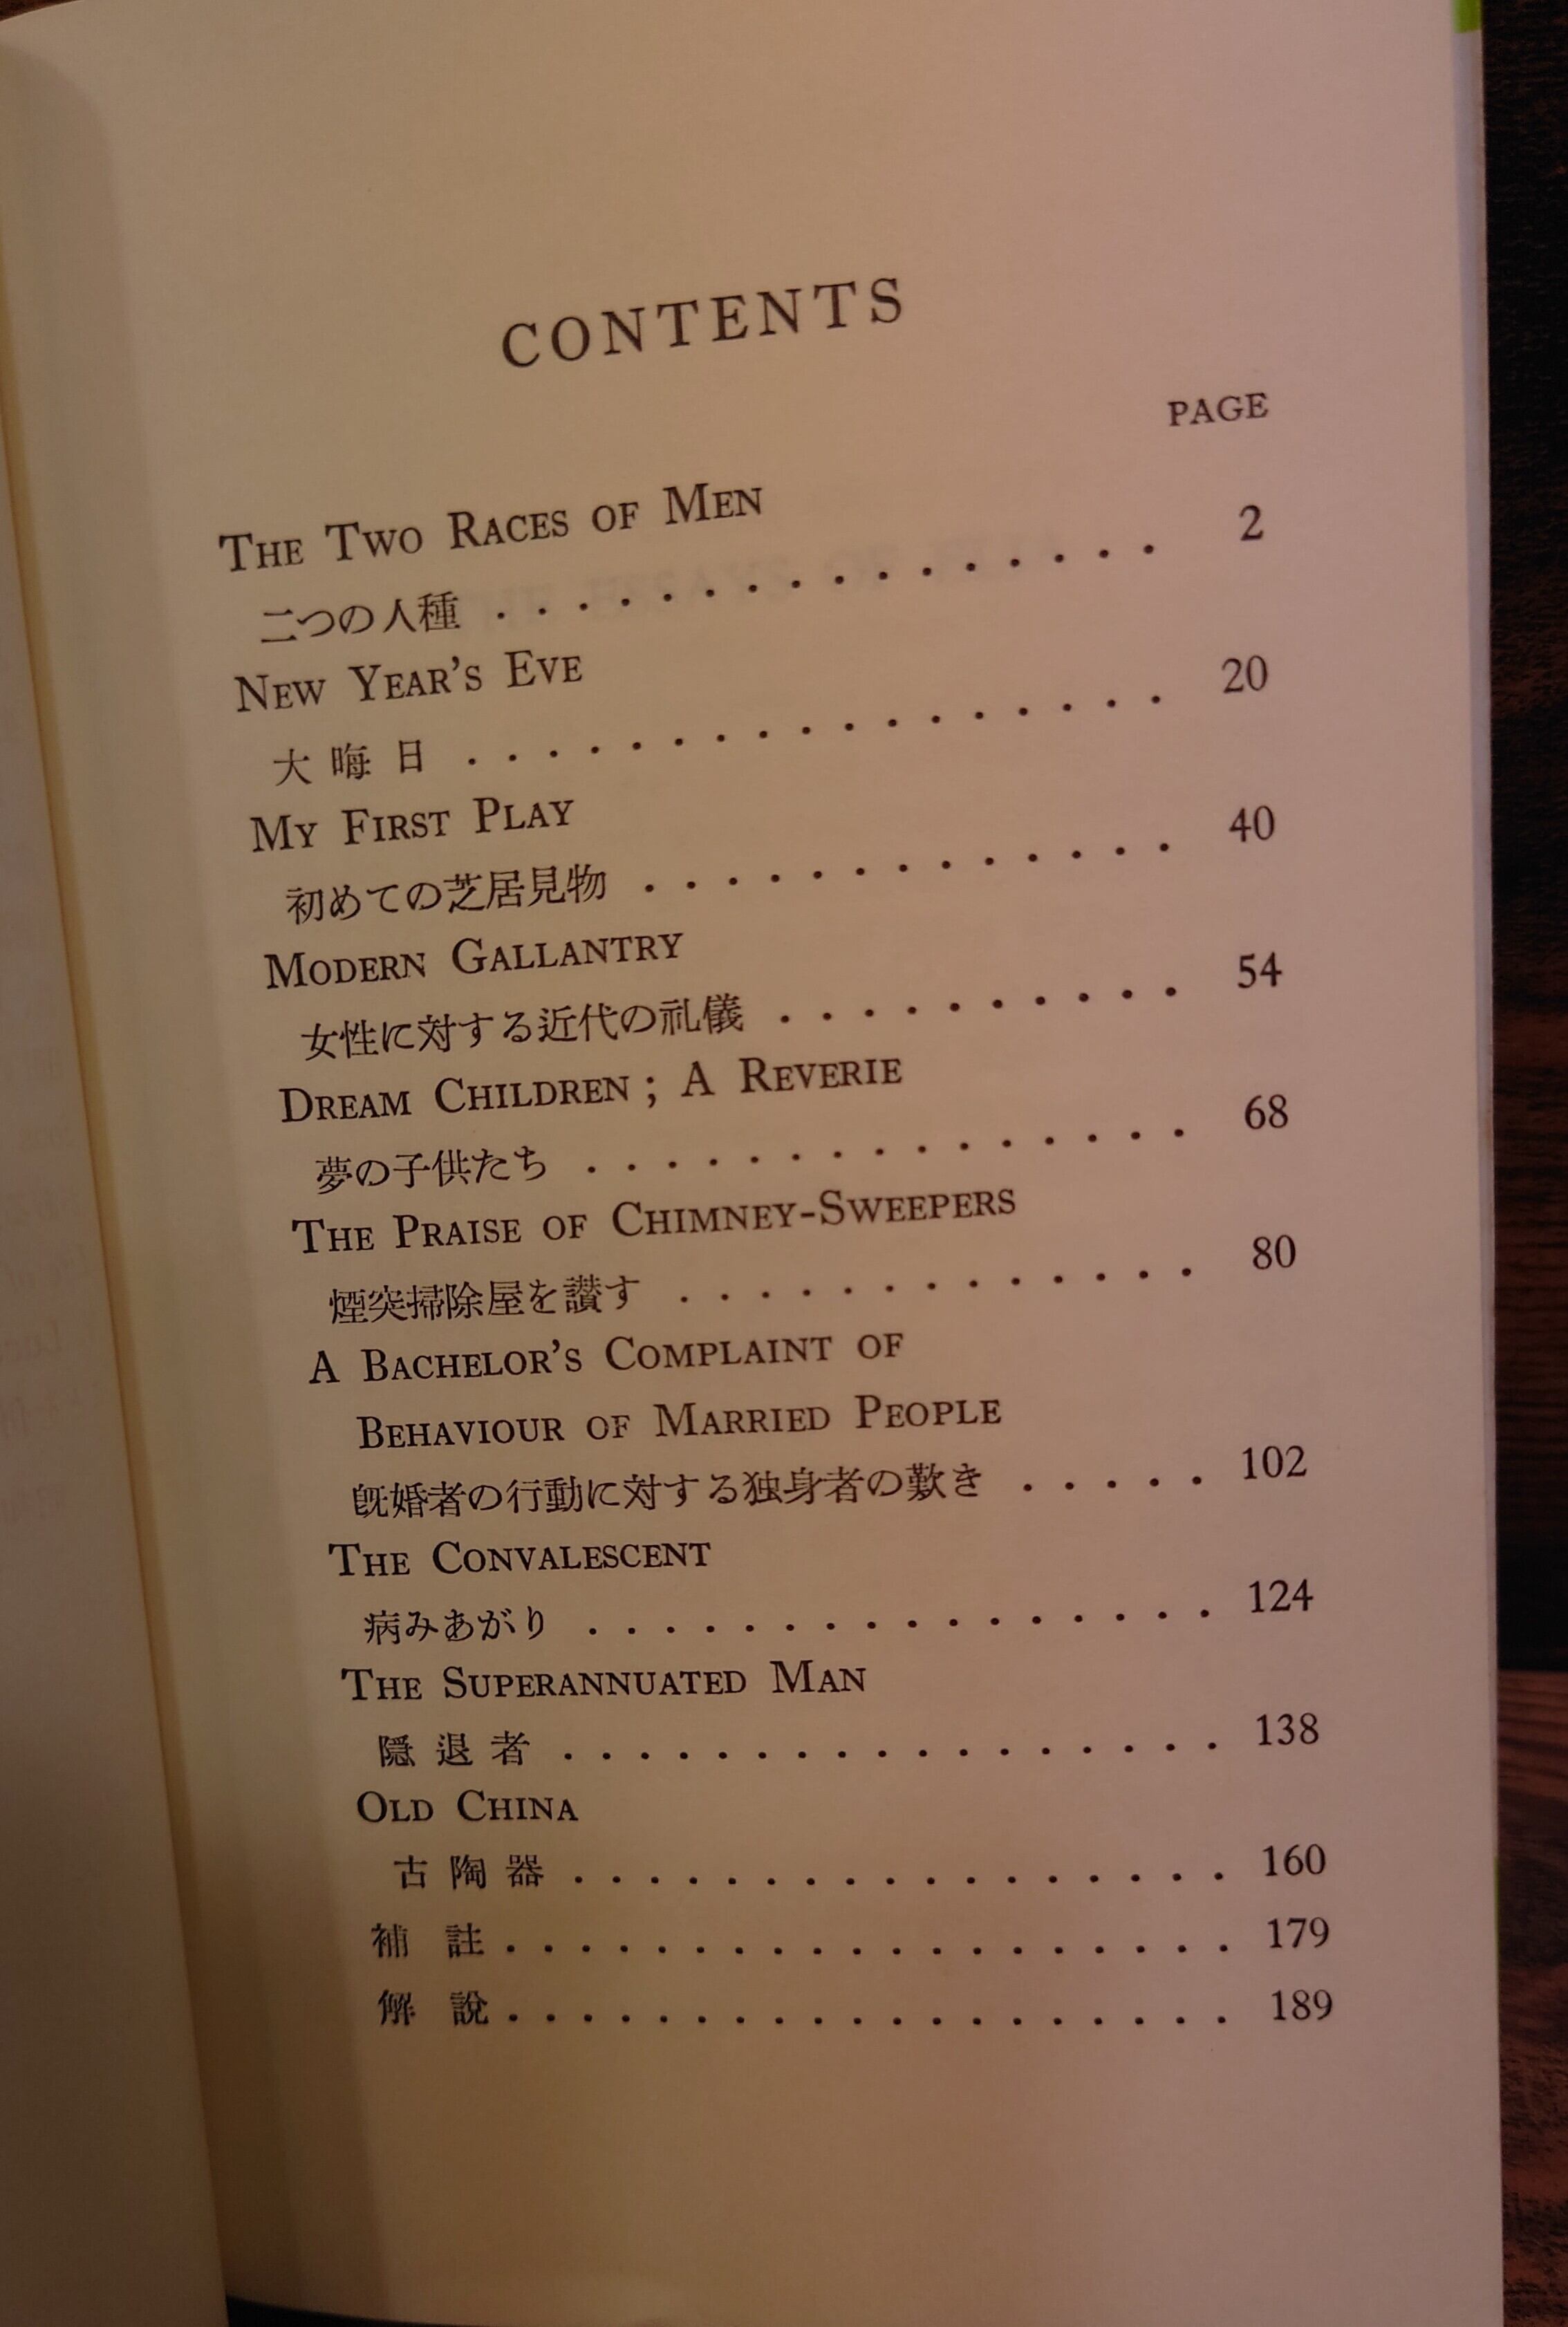 CONTENTS
PAGE
THE TWO RACES OF MEN
二つの人種 . . . . . . . . . . . . . . . . 2
NEW YEAR'S EVE
大晦日 . . . . . . . . . . . . . . . . . 20
MY FIRST PLAY
初めての芝居見物 . . . . . . . . . . . . . 40
MODERN GALLANTRY
女性に対する近代の礼儀 . . . . . . . . . . 54
DREAM CHILDREN; A REVERIE
夢の子供たち . . . . . . . . . . . . . . . 68
THE PRAISE OF CHIMNEY-SWEEPERS
煙突掃除屋を讃す . . . . . . . . . . . . . 80
A BACHELOR'S COMPLAINT OF
BEHAVIOUR OF MARRIED PEOPLE
既婚者の行動に対する独身者の歎き . . . . . 102
THE CONVALESCENT
病みあがり . . . . . . . . . . . . . . . . 124
THE SUPERANNUATED MAN
隠退者 . . . . . . . . . . . . . . . . . 138
OLD CHINA
古陶器 . . . . . . . . . . . . . . . . . 160
補註 . . . . . . . . . . . . . . . . . . . 179
解說 . . . . . . . . . . . . . . . . . . . 189